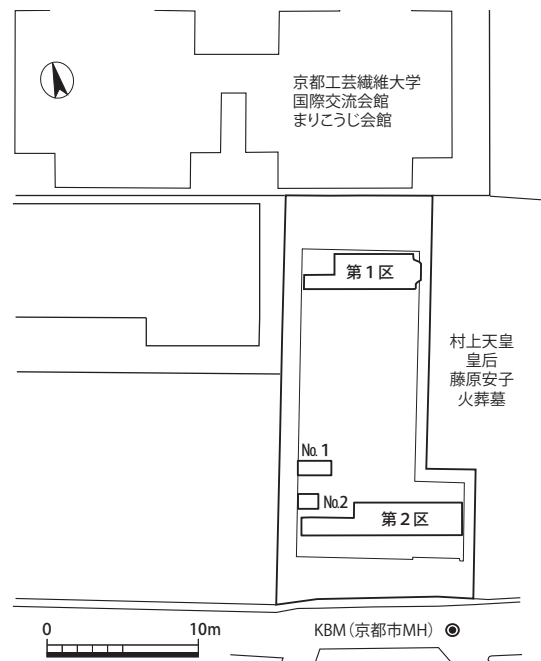 京都工芸繊維大学
国際交流会館
まりこうじ会館
第1区
村上天皇
皇后
藤原安子
火葬墓
No. 1
No.2
第2区
0
10m
KBM（京都市MH）